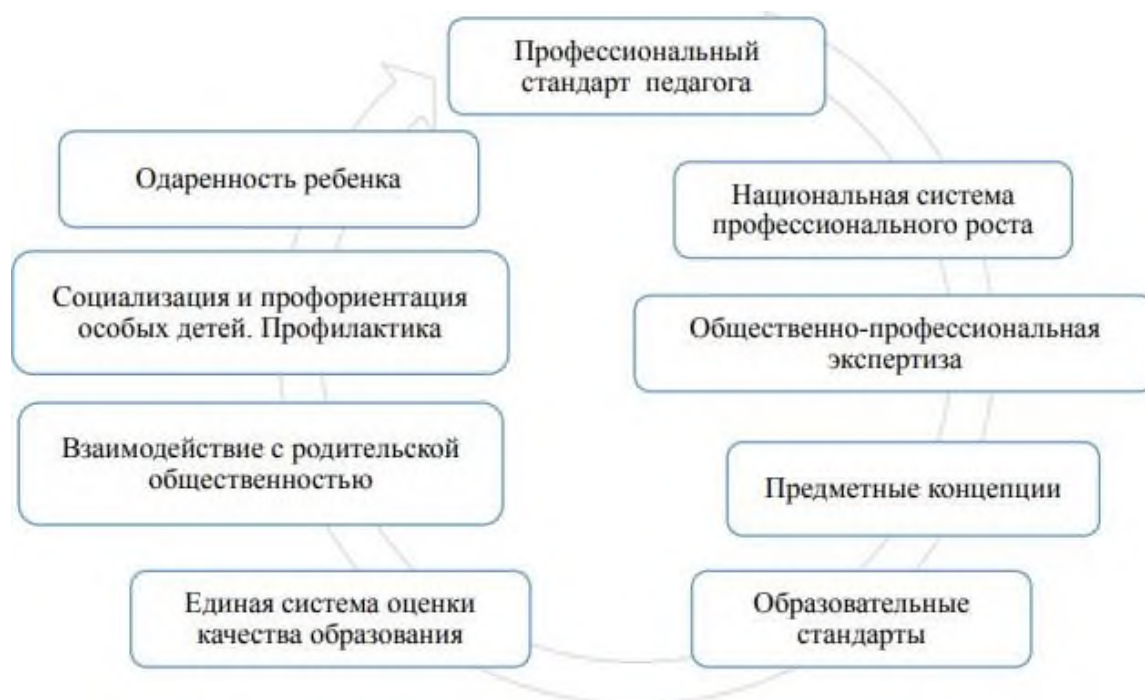 Профессиональный
стандарт педагога
Национальная система
профессионального роста
Общественно-профессиональная
экспертиза
Предметные концепции
Образовательные
стандарты
Единая система оценки
качества образования
Взаимодействие с родительской
общественностью
Социализация и профориентация
особых детей. Профилактика
Одаренность ребенка